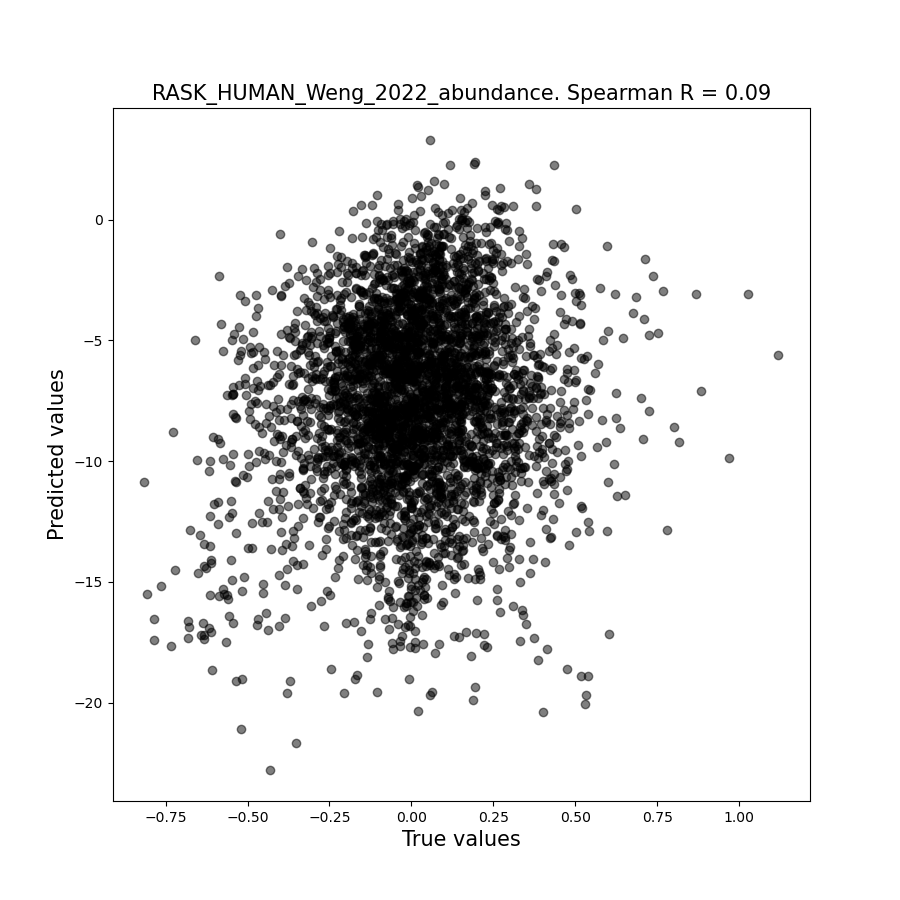 RASK_HUMAN_Weng_2022_abundance. Spearman R = 0.09
Predicted values
0
−5
−10
−15
−20
−0.75 −0.50 −0.25 0.00 0.25 0.50 0.75 1.00
True values